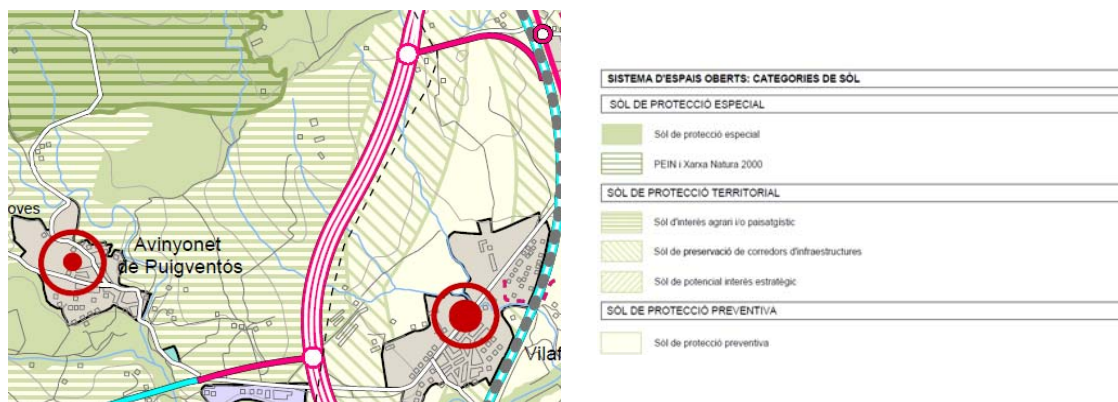 oves
Avinyonet
de Puigventós
Vilaf
SISTEMA D'ESPAIS OBERTS: CATEGORIES DE SÒL
SÒL DE PROTECCIÓ ESPECIAL
Sòl de protecció especial
PEIN i Xarxa Natura 2000
SÒL DE PROTECCIÓ TERRITORIAL
Sòl d'interès agrari i/o paisatgístic
Sòl de preservació de corredors d'infraestructures
Sòl de potencial interès estratègic
SÒL DE PROTECCIÓ PREVENTIVA
Sòl de protecció preventiva